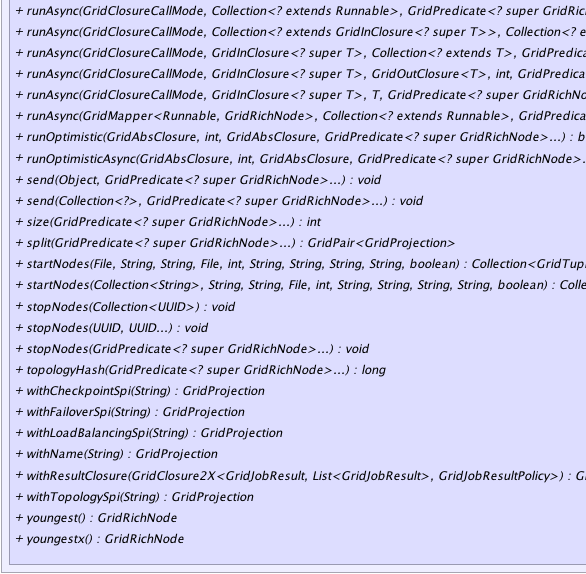 + runAsync(GridClosureCallMode, Collection<? extends Runnable>, GridPredicate<? super GridRic
+ runAsync(GridClosureCallMode, Collection<? extends GridInClosure<? super T>>, Collection<? e
+ runAsync(GridClosureCallMode, GridInClosure<? super T>, Collection<? extends T>, GridPredica
+ runAsync(GridClosureCallMode, GridInClosure<? super T>, GridOutClosure<T>, int, GridPredica
+ runAsync(GridClosureCallMode, GridInClosure<? super T>, T, GridPredicate<? super GridRichNo
+ runAsync(GridMapper<Runnable, GridRichNode>, Collection<? extends Runnable>, GridPredica
+ runOptimistic(GridAbsClosure, int, GridAbsClosure, GridPredicate<? super GridRichNode>...) : b
+ runOptimisticAsync(GridAbsClosure, int, GridAbsClosure, GridPredicate<? super GridRichNode>.
+ send(Object, GridPredicate<? super GridRichNode>...) : void
+ send(Collection<?>, GridPredicate<? super GridRichNode>...) : void
+ size(GridPredicate<? super GridRichNode>...) : int
+ split(GridPredicate<? super GridRichNode>...) : GridPair<GridProjection>
+ startNodes(File, String, String, File, int, String, String, String, String, boolean) : Collection<GridTupl
+ startNodes(Collection<String>, String, String, File, int, String, String, String, String, boolean) : Colle
+ stopNodes(Collection<UUID>) : void
+ stopNodes(UUID, UUID...) : void
+ stopNodes(GridPredicate<? super GridRichNode>...) : void
+ topologyHash(GridPredicate<? super GridRichNode>...) : long
+ withCheckpointSpi(String) : GridProjection
+ withFailoverSpi(String) : GridProjection
+ withLoadBalancingSpi(String) : GridProjection
+ withName(String) : GridProjection
+ withResultClosure(GridClosure2X<GridJobResult, List<GridJobResult>, GridJobResultPolicy>) : G
+ withTopologySpi(String) : GridProjection
+ youngest() : GridRichNode
+ youngestx() : GridRichNode